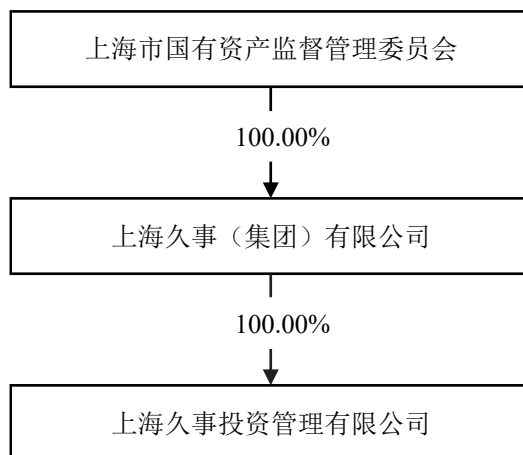 上海市国有资产监督管理委员会
100.00%
上海久事（集团）有限公司
100.00%
上海久事投资管理有限公司